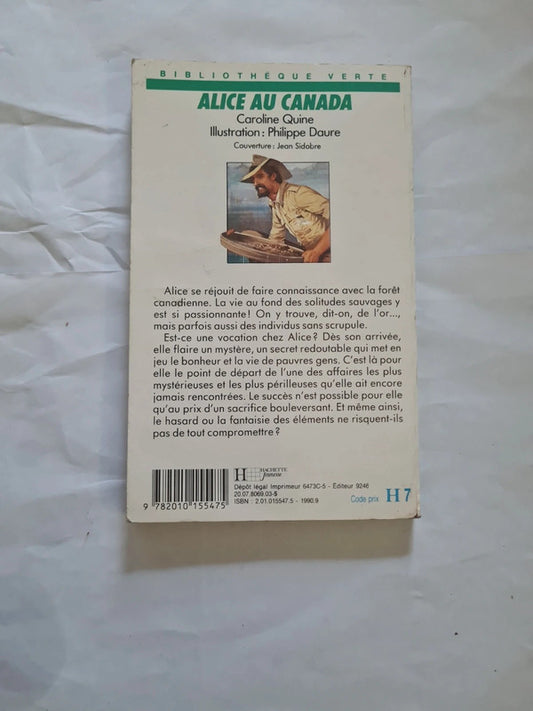 BIBLIOTHÈQUE VERTE
ALICE AU CANADA
Caroline Quine
Illustration : Philippe Daure
Couverture : Jean Sidobre
Alice se réjouit de faire connaissance avec la forêt
canadienne. La vie au fond des solitudes sauvages y
est si passionnante ! On y trouve, dit-on, de l'or...,
mais parfois aussi des individus sans scrupule.
Est-ce une vocation chez Alice ? Dès son arrivée,
elle flaire un mystère, un secret redoutable qui met en
jeu le bonheur et la vie de pauvres gens. C'est là pour
elle le point de départ de l'une des affaires les plus
mystérieuses et les plus périlleuses qu'elle ait encore
jamais rencontrées. Le succès n'est possible pour elle
qu'au prix d'un sacrifice bouleversant. Et même ainsi,
le hasard ou la fantaisie des éléments ne risquent-ils
pas de tout compromettre ?
H HACHETTE
Jeunesse
Dépôt légal Imprimeur 6473C-5 - Editeur 9246
20.07.8069.03-5
ISBN : 2.01.015547.5 - 1990.9
Code prix H 7
9 782010 155475